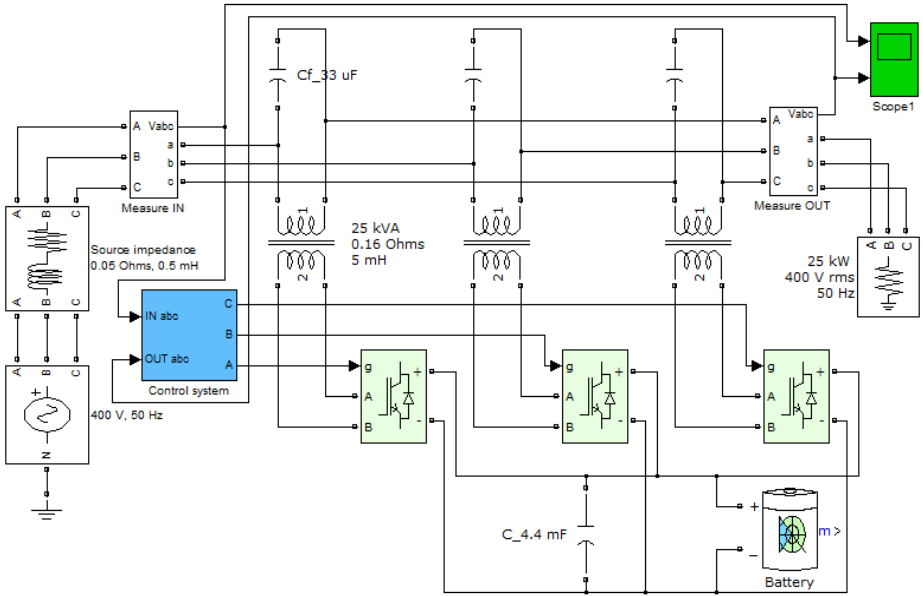 Cf_33 uF
Scope1
A Vabc
a
B
b
C
c
Measure IN
Vabc
A
a
B
b
C
c
Measure OUT
A B C
Source impedance
0.05 Ohms, 0.5 mH
A B C
1
2
25 kVA
0.16 Ohms
5 mH
1
2
1
2
A B C
25 kW
400 V rms
50 Hz
IN abc
OUT abc
C
B
A
Control system
A B C
+
N
400 V, 50 Hz
g
A
B
+
-
g
A
B
+
-
g
A
B
+
-
C_4.4 mF
+
_
m >
Battery